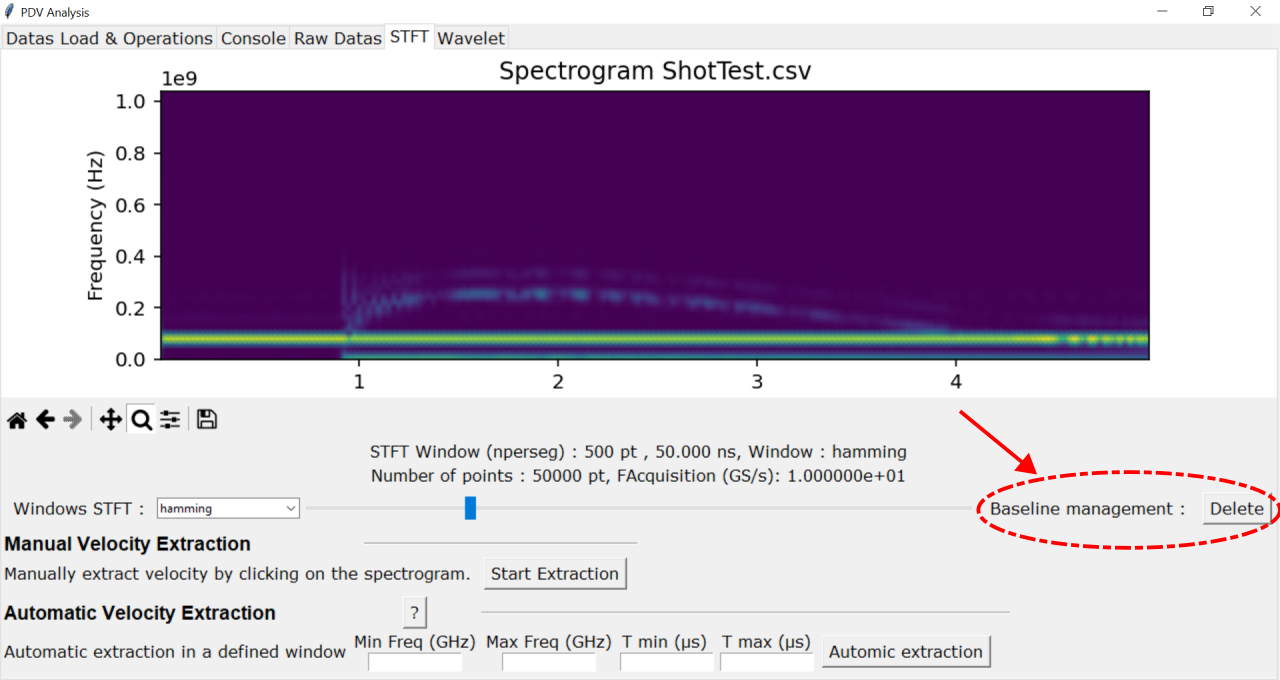 PDV Analysis
Datas Load & Operations Console Raw Datas STFT Wavelet
Spectrogram ShotTest.csv
1e9
1.0
0.8
0.6
0.4
0.2
0.0
Frequency (Hz)
1 2 3 4
STFT Window (nperseg) : 500 pt , 50.000 ns, Window : hamming
Number of points : 50000 pt, FAcquisition (GS/s): 1.000000e+01
Windows STFT : hamming Baseline management : Delete
Manual Velocity Extraction
Manually extract velocity by clicking on the spectrogram. Start Extraction
Automatic Velocity Extraction ?
Min Freq (GHz) Max Freq (GHz) T min (µs) T max (µs)
Automatic extraction in a defined window Automic extraction